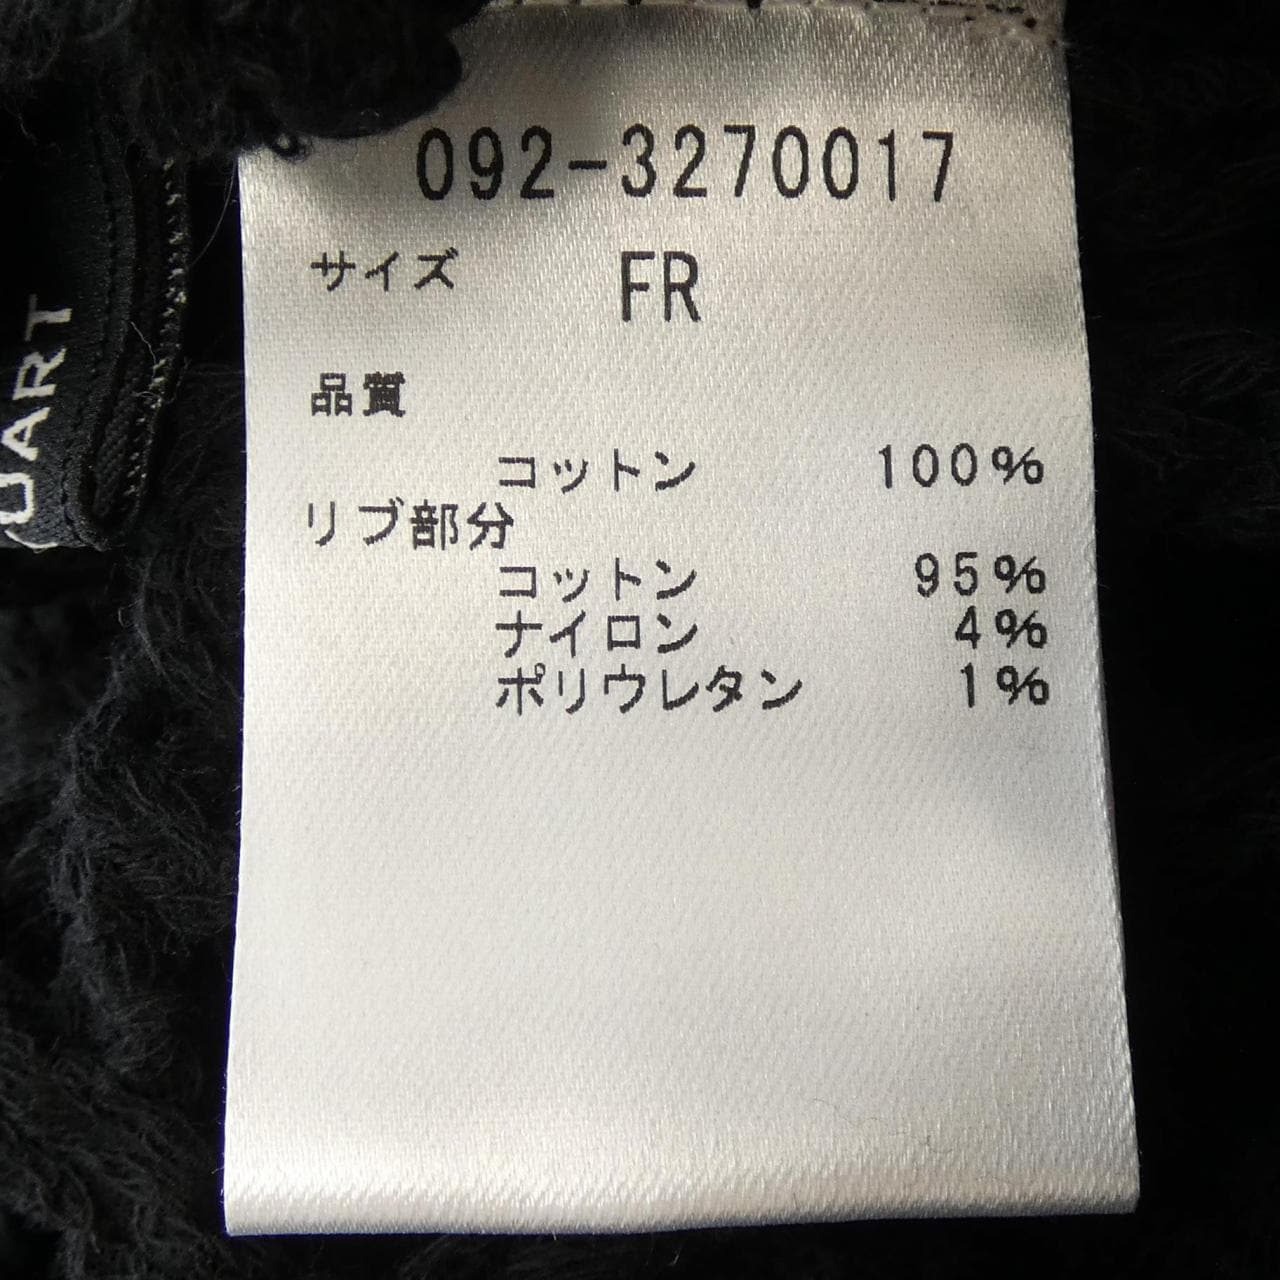 092-3270017
サイズ FR
品質
コットン 100%
リブ部分
コットン 95%
ナイロン 4%
ポリウレタン 1%
UART